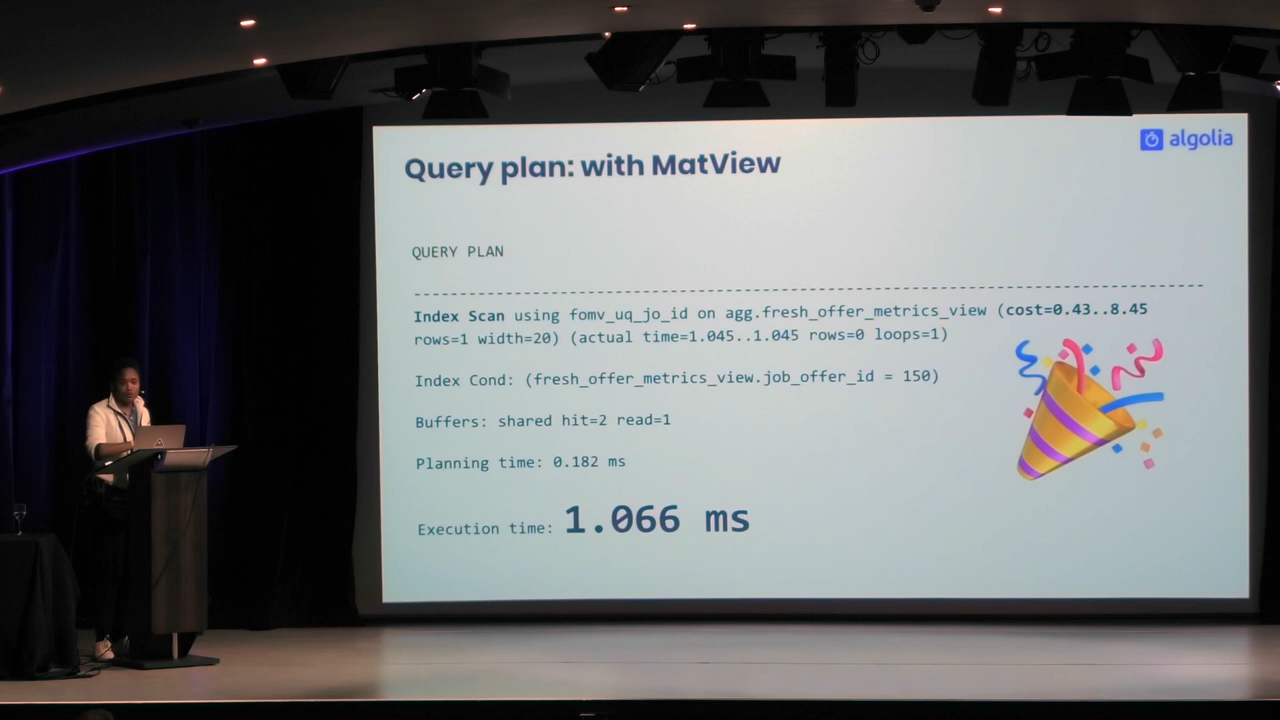 algolia
Query plan: with MatView
QUERY PLAN
--------------------------------------------------------------------------------------
Index Scan using fomv_uq_jo_id on agg.fresh_offer_metrics_view (cost=0.43..8.45
rows=1 width=20) (actual time=1.045..1.045 rows=0 loops=1)
Index Cond: (fresh_offer_metrics_view.job_offer_id = 150)
Buffers: shared hit=2 read=1
Planning time: 0.182 ms
Execution time: 1.066 ms